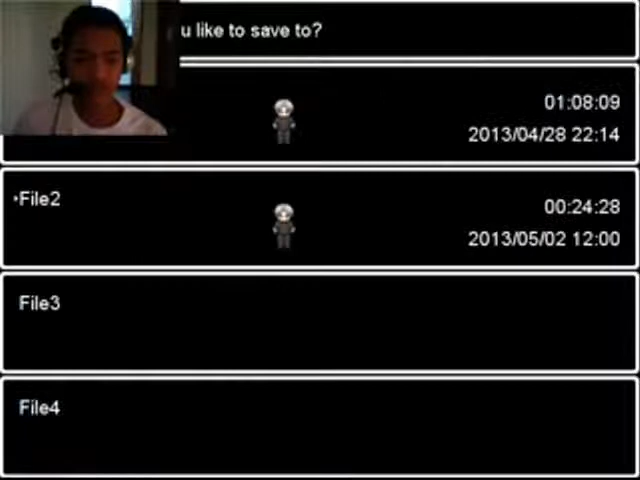 u like to save to?
01:08:09
2013/04/28 22:14
File2
00:24:28
2013/05/02 12:00
File3
File4